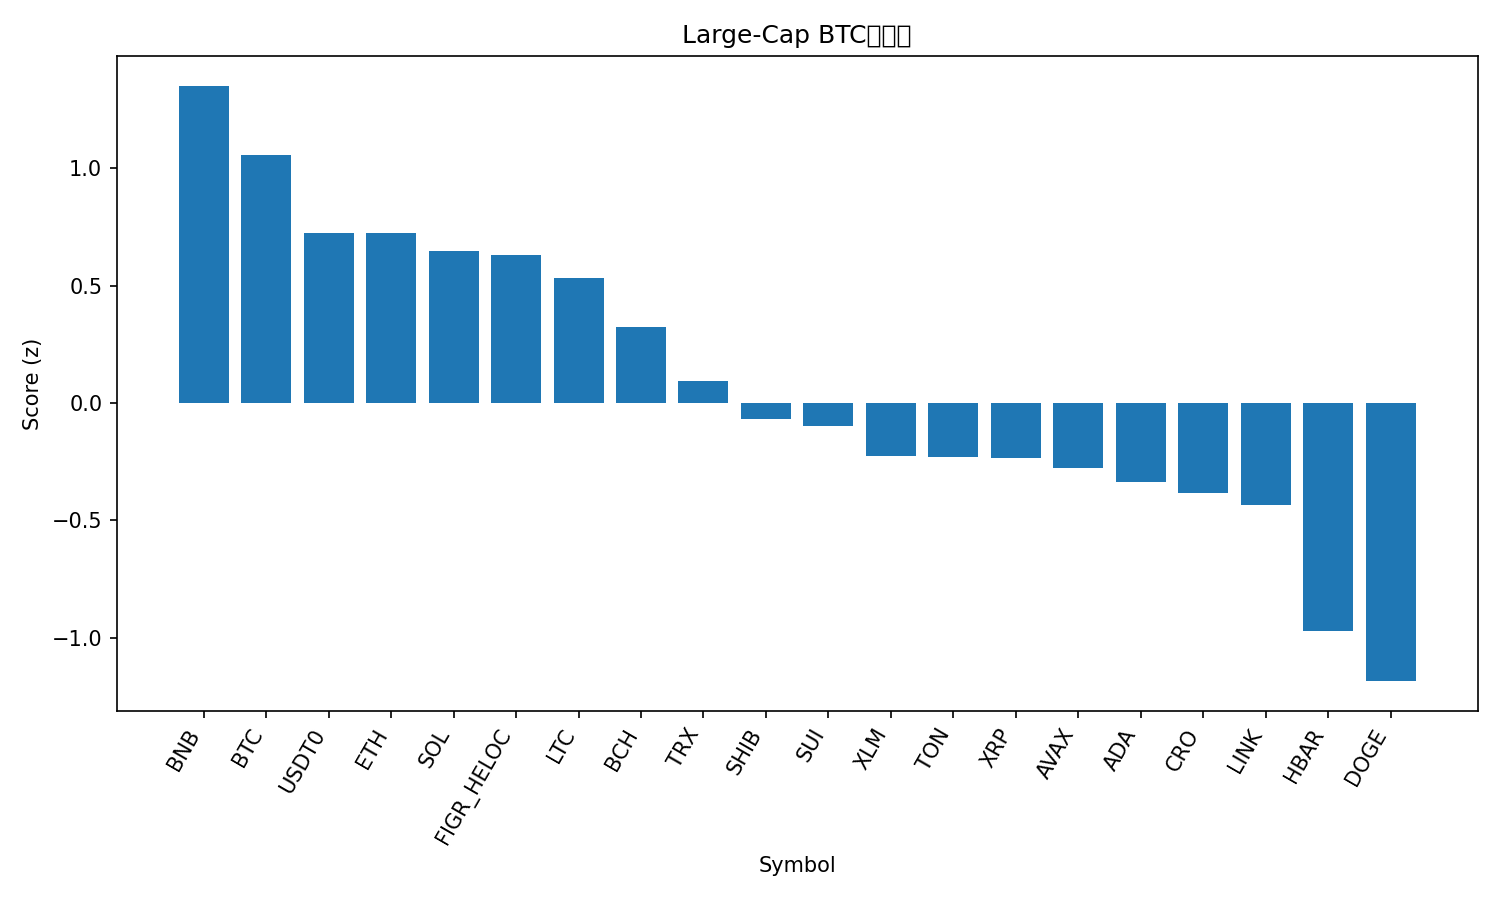 Large-Cap BTC
1.0
0.5
0.0
−0.5
−1.0
Score (z)
BNB
BTC
USDT0
ETH
SOL
FIGR_HELOC
LTC
BCH
TRX
SHIB
SUI
XLM
TON
XRP
AVAX
ADA
CRO
LINK
HBAR
DOGE
Symbol